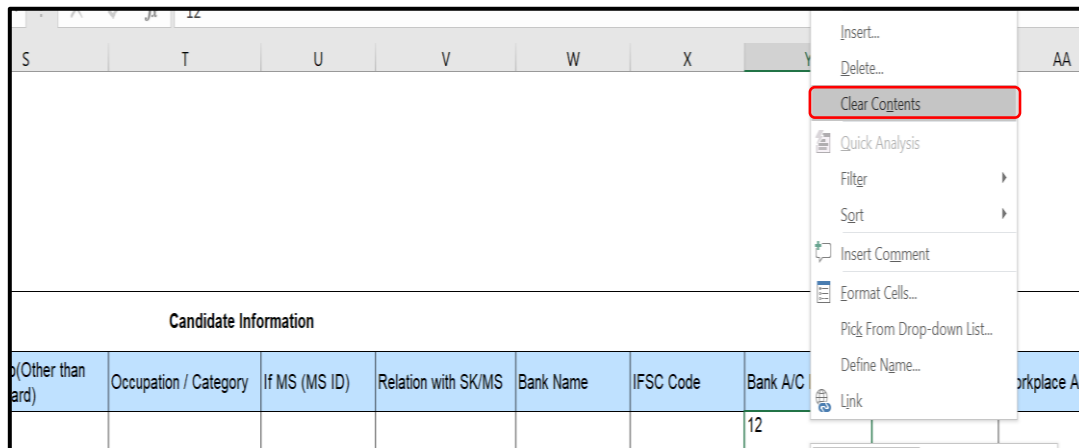 12
S T U V W X Y AA
Insert...
Delete...
Clear Contents
Quick Analysis
Filter
Sort
Insert Comment
Format Cells...
Pick From Drop-down List...
Define Name...
Link
Candidate Information
(Other than
Occupation / Category If MS (MS ID) Relation with SK/MS Bank Name IFSC Code Bank A/C
12